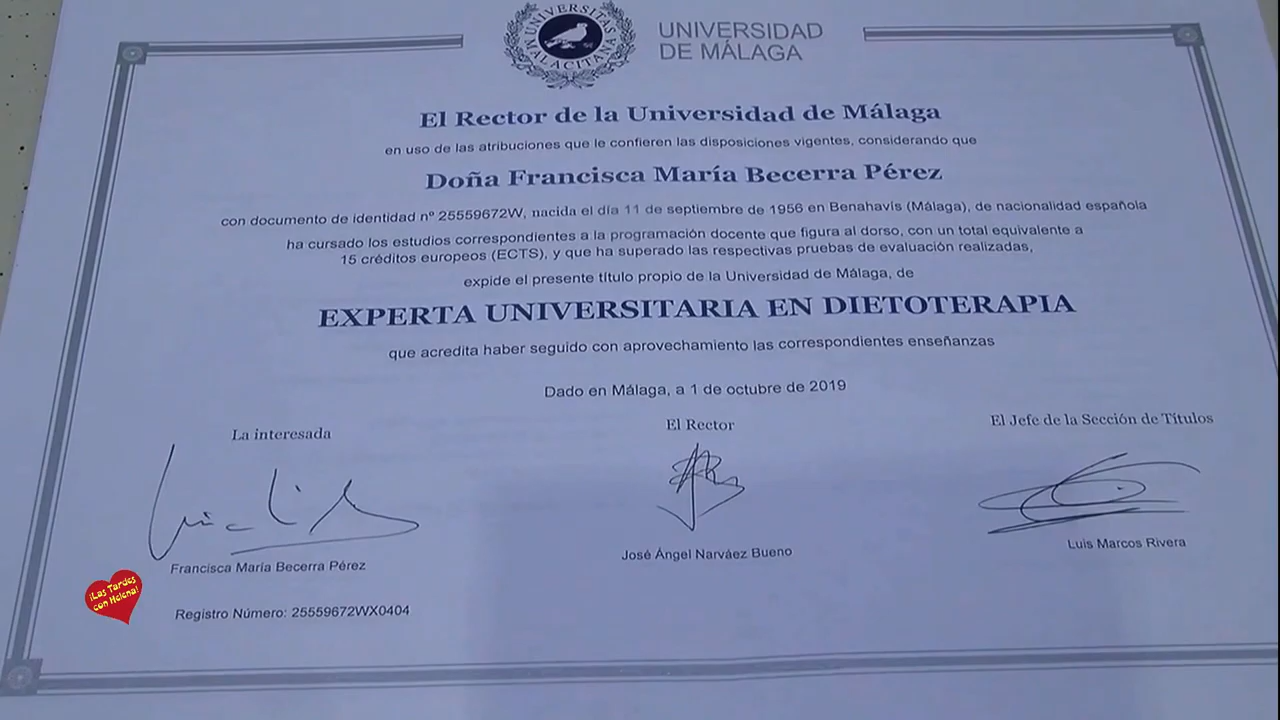 UNIVERSITAS MALACITANA
UNIVERSIDAD
DE MÁLAGA
El Rector de la Universidad de Málaga
en uso de las atribuciones que le confieren las disposiciones vigentes, considerando que
Doña Francisca María Becerra Pérez
con documento de identidad nº 25559672W, nacida el día 11 de septiembre de 1956 en Benahavís (Málaga), de nacionalidad española
ha cursado los estudios correspondientes a la programación docente que figura al dorso, con un total equivalente a
15 créditos europeos (ECTS), y que ha superado las respectivas pruebas de evaluación realizadas,
expide el presente título propio de la Universidad de Málaga, de
EXPERTA UNIVERSITARIA EN DIETOTERAPIA
que acredita haber seguido con aprovechamiento las correspondientes enseñanzas
Dado en Málaga, a 1 de octubre de 2019
La interesada
El Rector
El Jefe de la Sección de Títulos
Francisca María Becerra Pérez
José Ángel Narváez Bueno
Luis Marcos Rivera
¡Las Tardes
con Helena!
Registro Número: 25559672WX0404